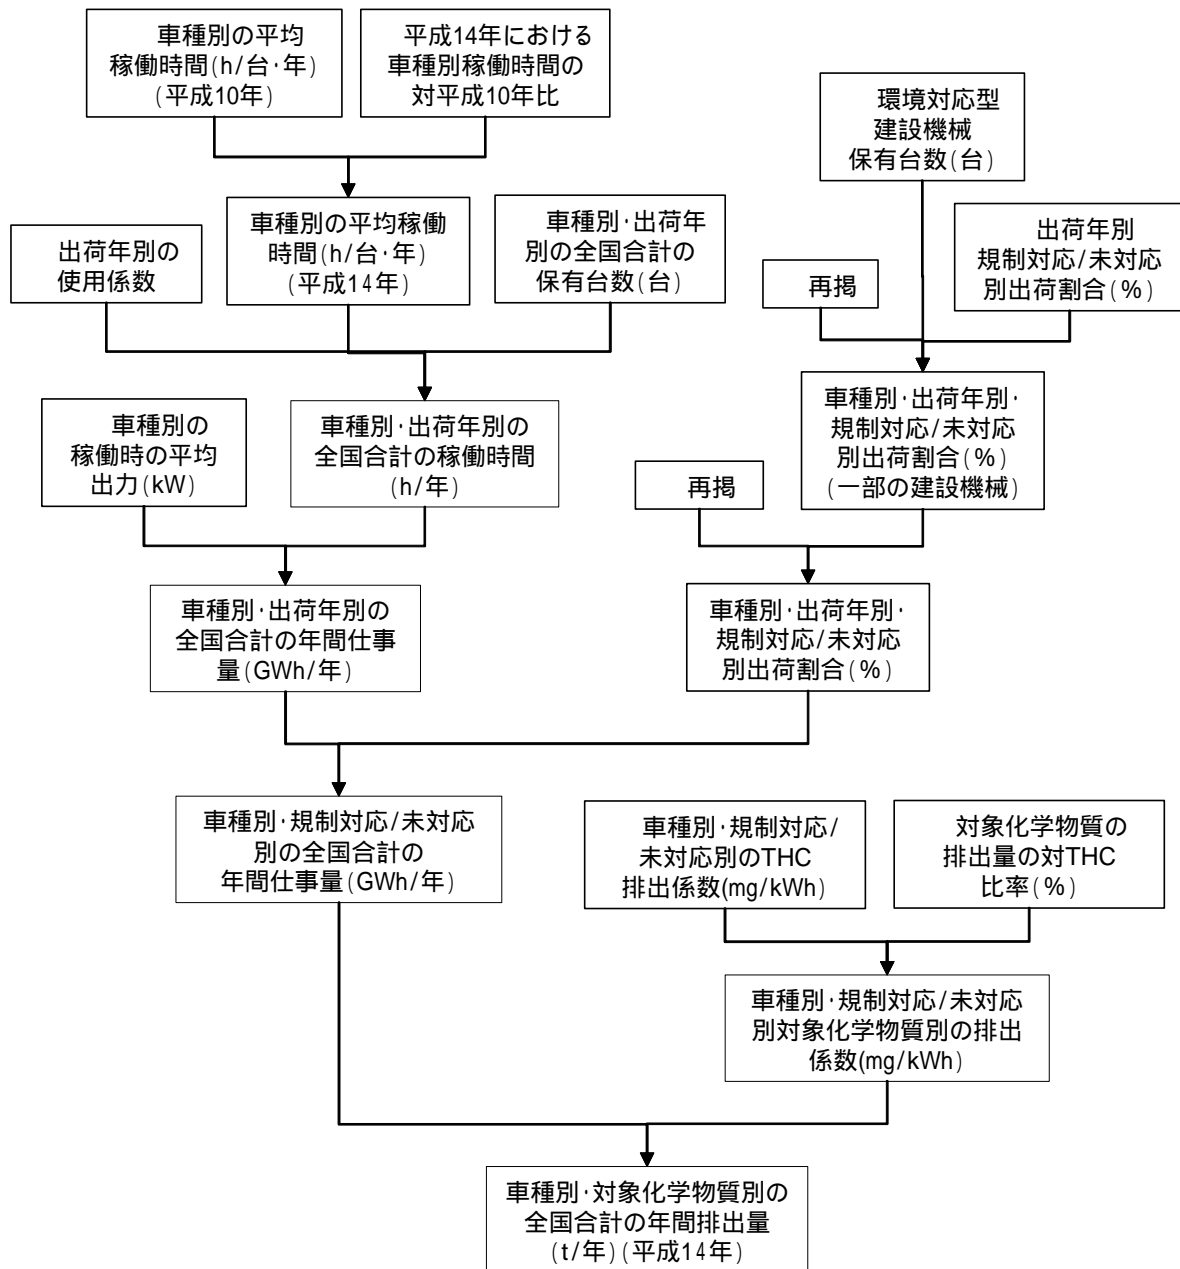 車種別の平均
稼働時間(h/台・年)
(平成10年)
平成14年における
車種別稼働時間の
対平成10年比
環境対応型
建設機械
保有台数(台)
出荷年別の
使用係数
車種別の平均稼働
時間(h/台・年)
(平成14年)
車種別・出荷年
別の全国合計の
保有台数(台)
再掲
出荷年別
規制対応/未対応
別出荷割合(%)
車種別の
稼働時の平均
出力(kW)
車種別・出荷年別の
全国合計の稼働時間
(h/年)
再掲
車種別・出荷年別・
規制対応/未対応
別出荷割合(%)
(一部の建設機械)
車種別・出荷年別の
全国合計の年間仕事
量(GWh/年)
車種別・出荷年別・
規制対応/未対応
別出荷割合(%)
車種別・規制対応/未対応
別の全国合計の
年間仕事量(GWh/年)
車種別・規制対応/
未対応別のTHC
排出係数(mg/kWh)
対象化学物質の
排出量の対THC
比率(%)
車種別・規制対応/未対応
別対象化学物質別の排出
係数(mg/kWh)
車種別・対象化学物質別の
全国合計の年間排出量
(t/年)(平成14年)